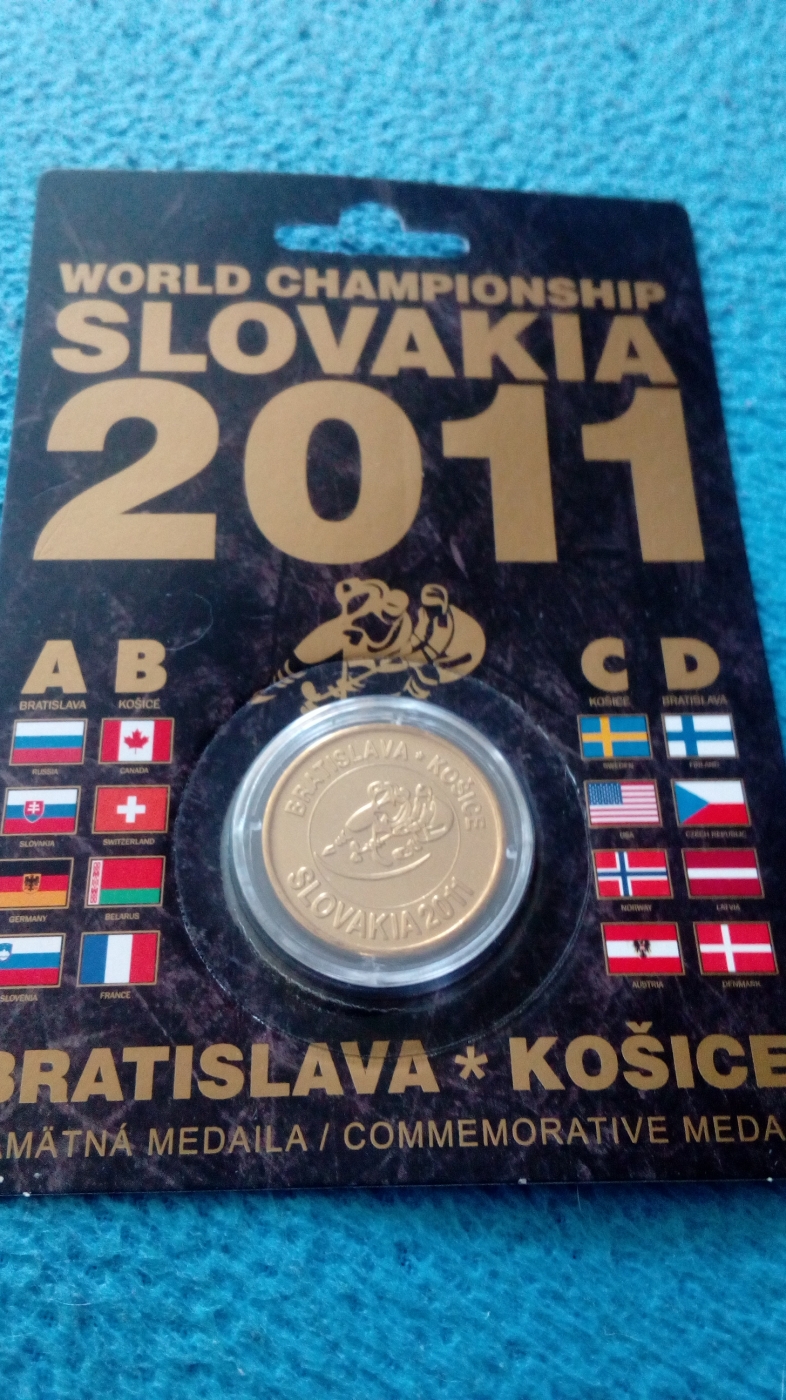 WORLD CHAMPIONSHIP
SLOVAKIA
2011
A B
BRATISLAVA KOŠICE
RUSSIA CANADA
SLOVAKIA SWITZERLAND
GERMANY BELARUS
SLOVENIA FRANCE
C D
KOŠICE BRATISLAVA
SWEDEN FINLAND
USA CZECH REPUBLIC
NORWAY LATVIA
AUSTRIA DENMARK
BRATISLAVA • KOŠICE
SLOVAKIA 2011
BRATISLAVA * KOŠICE
AMÄTNÁ MEDAILA / COMMEMORATIVE MEDA